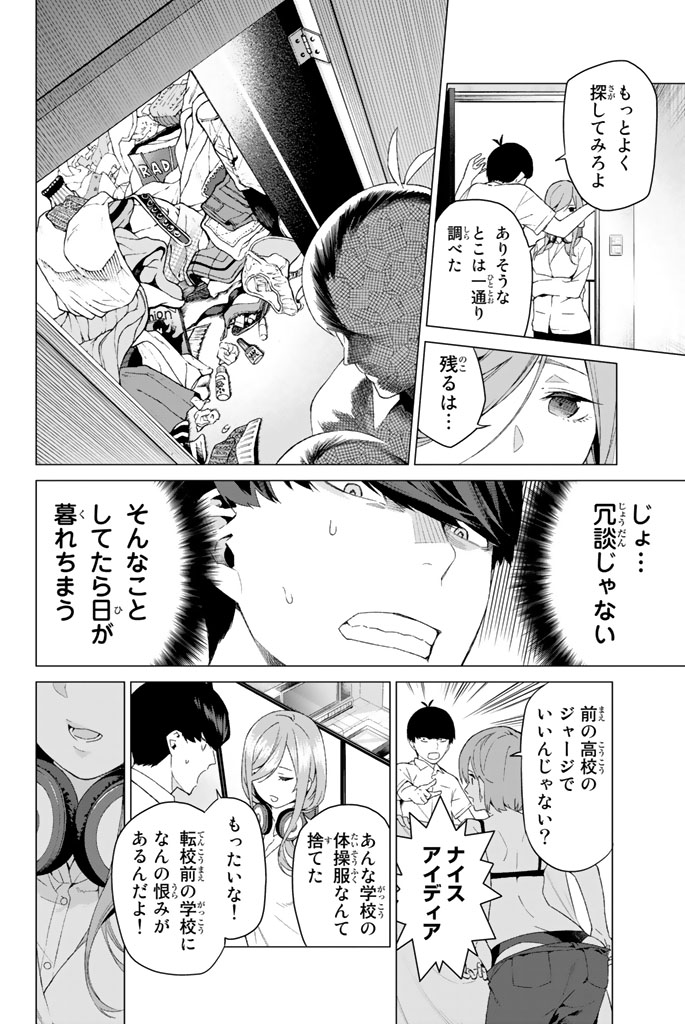 もっとよく
探してみろよ
ありそうな
とこは一通り
調べた
残るは…
RAD
tion
じょ…
冗談じゃない
そんなこと
してたら日が
暮れちまう
前の高校の
ジャージで
いいんじゃない?
ナイス
アイディア
あんな学校の
体操服なんて
捨てた
もったいな!
転校前の学校に
なんの恨みが
あるんだよ!